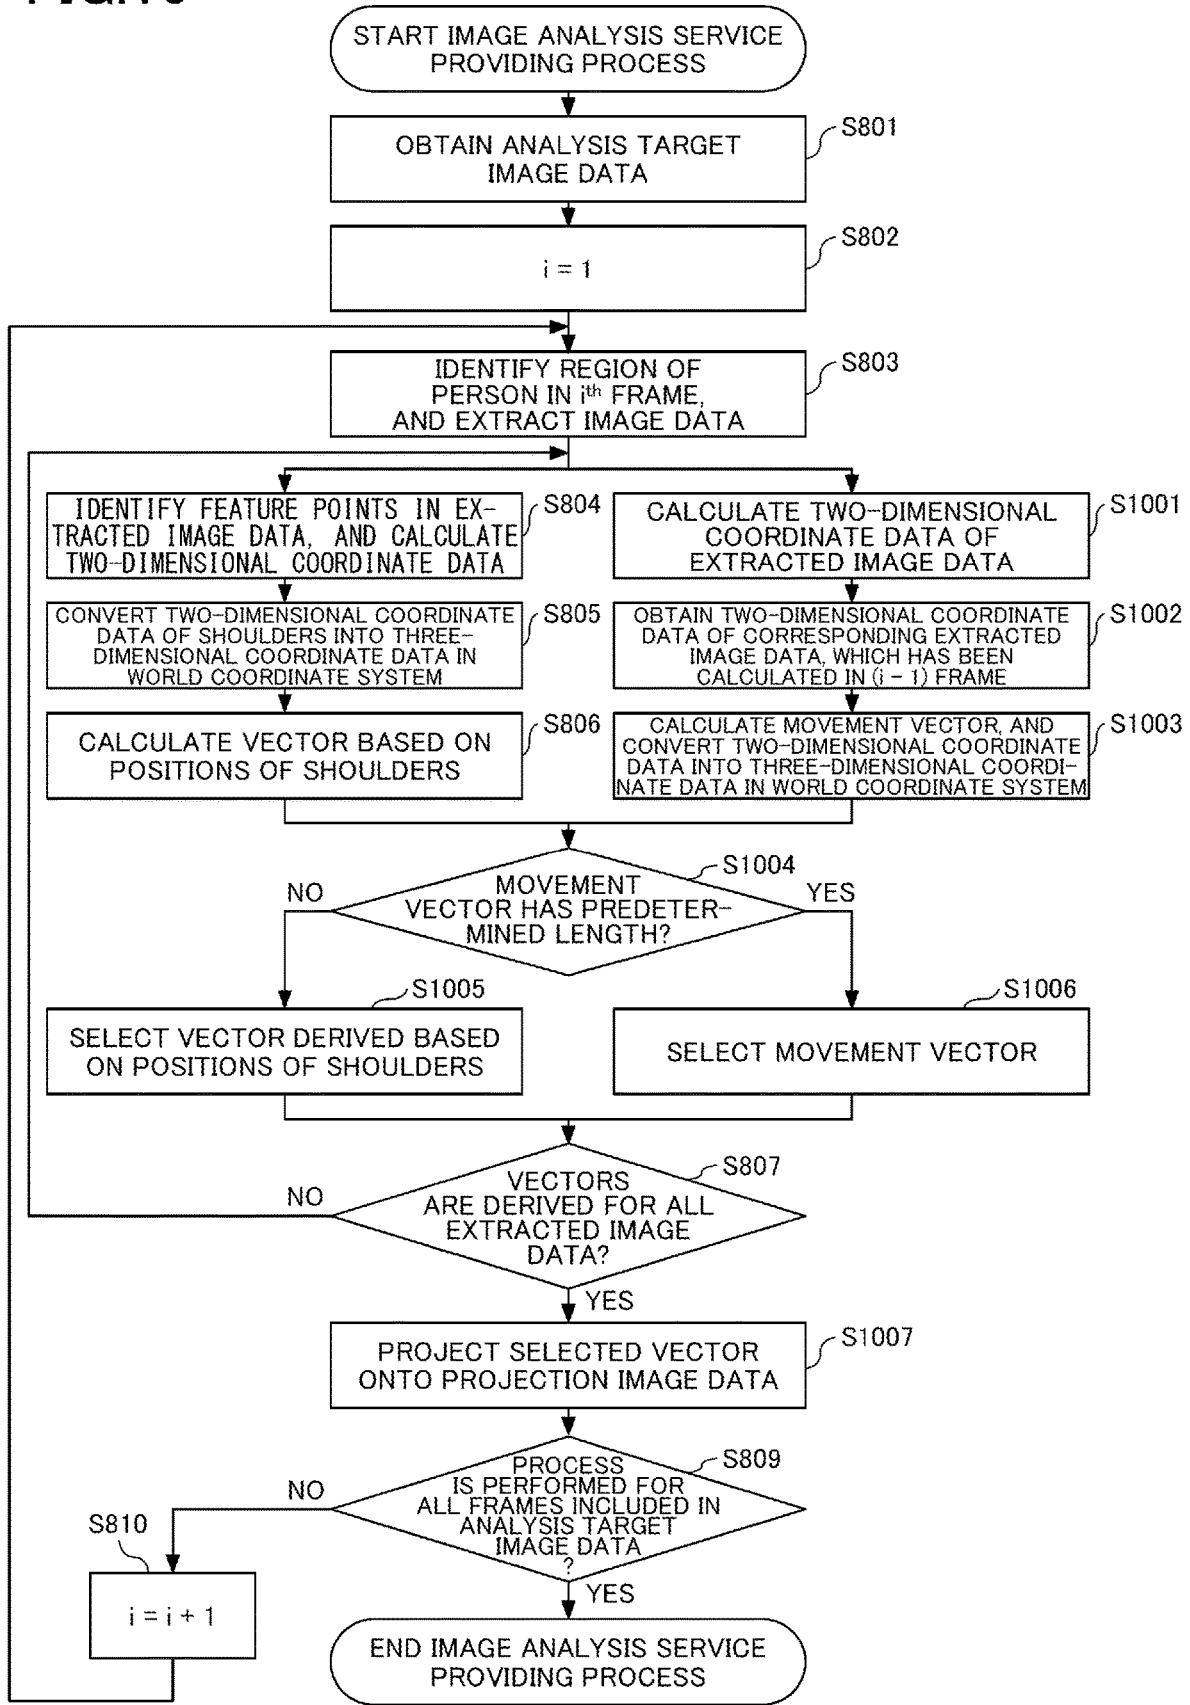 START IMAGE ANALYSIS SERVICE
PROVIDING PROCESS
S801
OBTAIN ANALYSIS TARGET
IMAGE DATA
S802
i = 1
S803
IDENTIFY REGION OF
PERSON IN ith FRAME,
AND EXTRACT IMAGE DATA
S804
IDENTIFY FEATURE POINTS IN EX-
TRACTED IMAGE DATA, AND CALCULATE
TWO-DIMENSIONAL COORDINATE DATA
S1001
CALCULATE TWO-DIMENSIONAL
COORDINATE DATA OF
EXTRACTED IMAGE DATA
S805
CONVERT TWO-DIMENSIONAL COORDINATE
DATA OF SHOULDERS INTO THREE-
DIMENSIONAL COORDINATE DATA IN
WORLD COORDINATE SYSTEM
S1002
OBTAIN TWO-DIMENSIONAL COORDINATE
DATA OF CORRESPONDING EXTRACTED
IMAGE DATA, WHICH HAS BEEN
CALCULATED IN (i - 1) FRAME
S806
CALCULATE VECTOR BASED ON
POSITIONS OF SHOULDERS
S1003
CALCULATE MOVEMENT VECTOR, AND
CONVERT TWO-DIMENSIONAL COORDINATE
DATA INTO THREE-DIMENSIONAL COORDI-
NATE DATA IN WORLD COORDINATE SYSTEM
S1004
NO
MOVEMENT
VECTOR HAS PREDETER-
MINED LENGTH?
YES
S1005
SELECT VECTOR DERIVED BASED
ON POSITIONS OF SHOULDERS
S1006
SELECT MOVEMENT VECTOR
S807
NO
VECTORS
ARE DERIVED FOR ALL
EXTRACTED IMAGE
DATA?
YES
S1007
PROJECT SELECTED VECTOR
ONTO PROJECTION IMAGE DATA
S809
NO
PROCESS
IS PERFORMED FOR
ALL FRAMES INCLUDED IN
ANALYSIS TARGET
IMAGE DATA
?
YES
S810
i = i + 1
END IMAGE ANALYSIS SERVICE
PROVIDING PROCESS